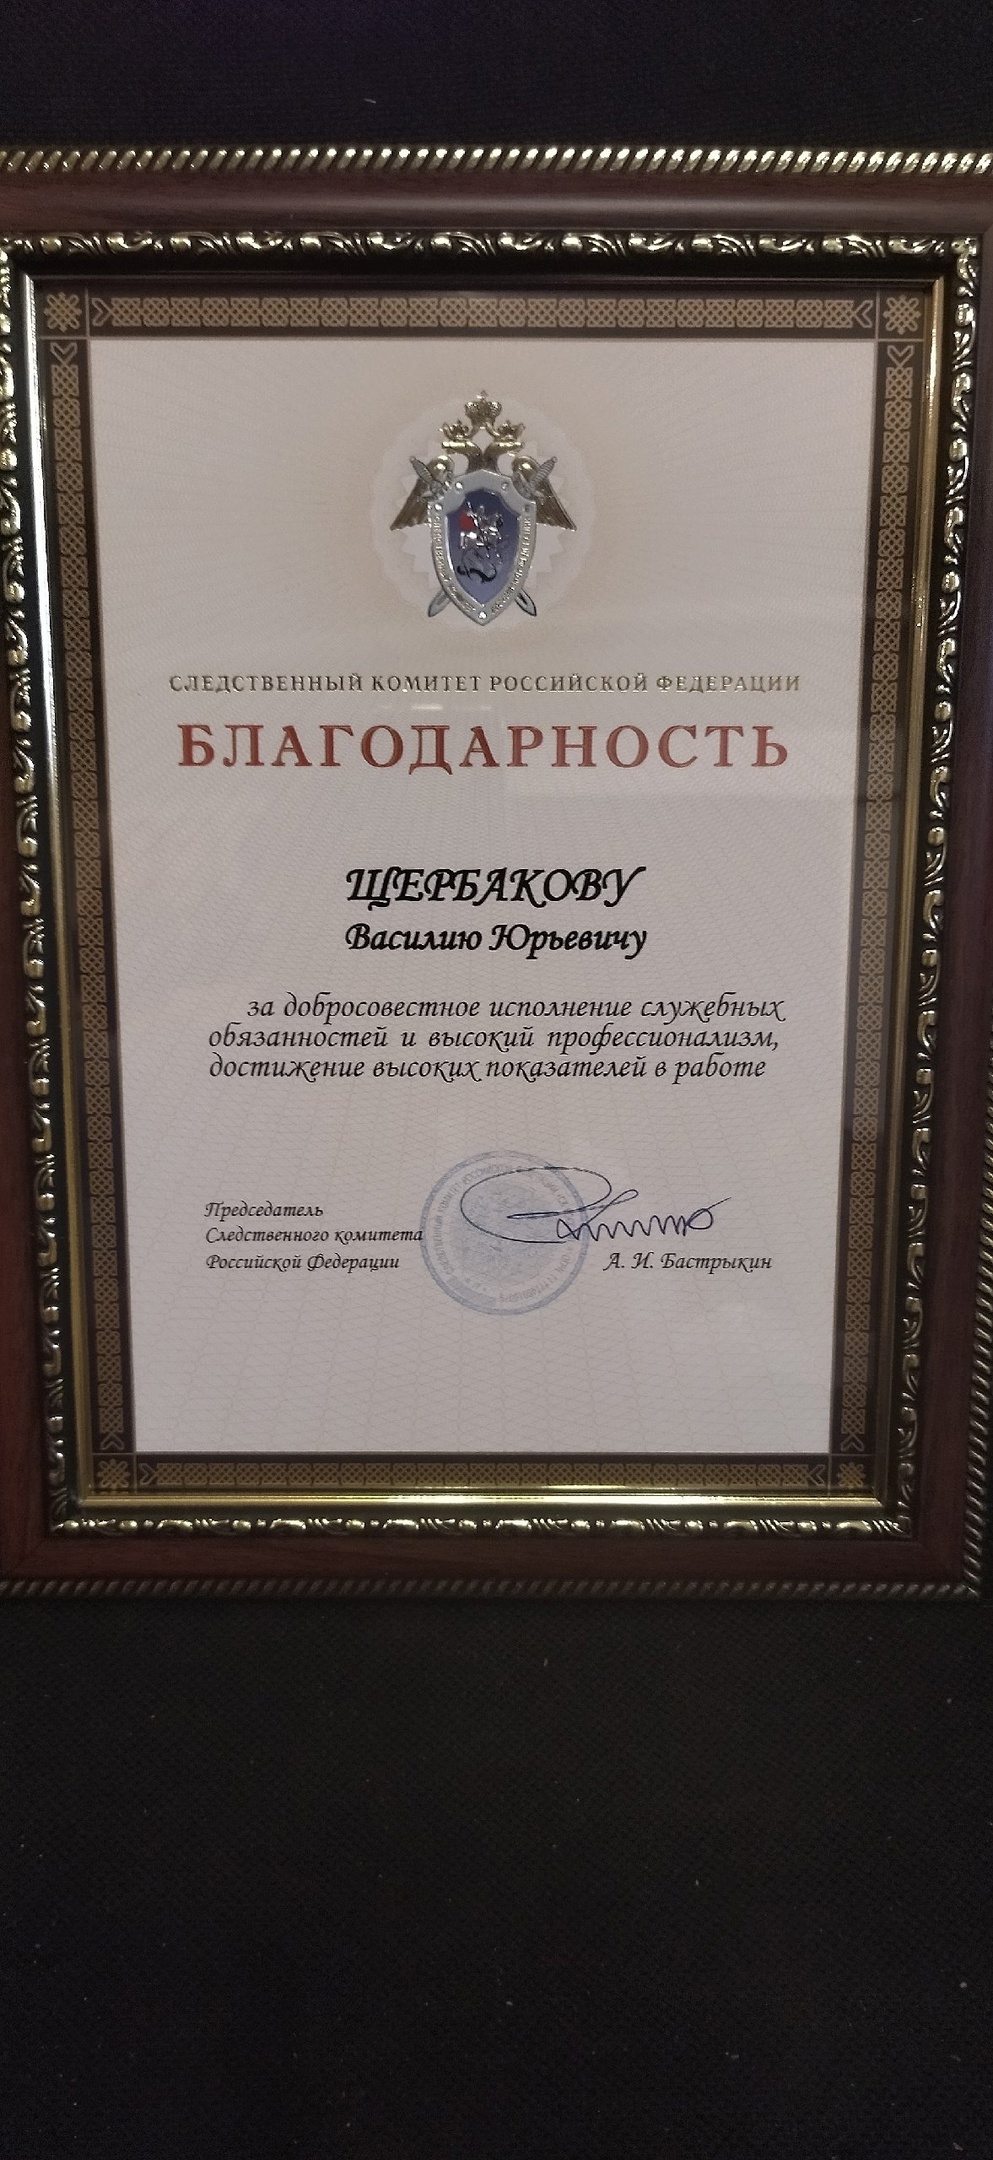 СЛЕДСТВЕННЫЙ КОМИТЕТ РОССИЙСКОЙ ФЕДЕРАЦИИ
БЛАГОДАРНОСТЬ
ЩЕРБАКОВУ
Василию Юрьевичу
за добросовестное исполнение служебных
обязанностей и высокий профессионализм,
достижение высоких показателей в работе
Председатель
Следственного комитета
Российской Федерации
А. И. Бастрыкин